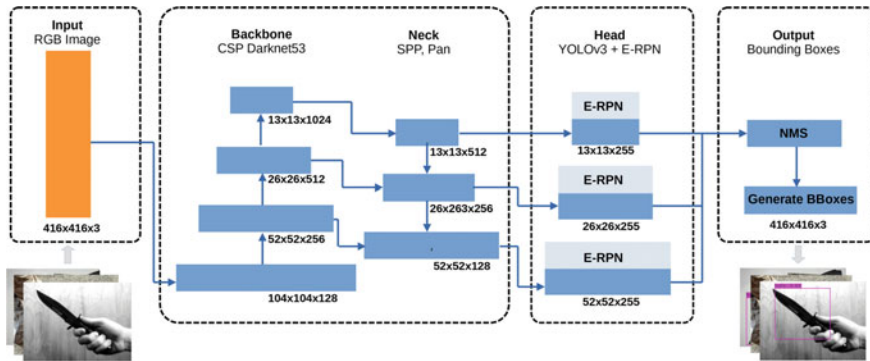 Input
RGB Image
416x416x3
Backbone
CSP Darknet53
13x13x1024
26x26x512
52x52x256
104x104x128
Neck
SPP, Pan
13x13x512
26x263x256
52x52x128
Head
YOLOv3 + E-RPN
E-RPN
13x13x255
E-RPN
26x26x255
E-RPN
52x52x255
Output
Bounding Boxes
NMS
Generate BBoxes
416x416x3